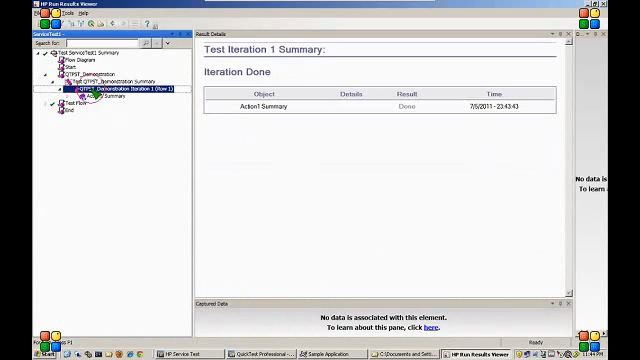 HP Run Results Viewer
Tools Help
ServiceTest1 -
Search for:
Test ServiceTest1 Summary
Flow Diagram
Start
QTPST_Demonstration
Test QTPST_Demonstration Summary
QTPST_Demonstration Iteration 1 (Row 1)
Summary
Test Flow
End
Result Details
Test Iteration 1 Summary:
Iteration Done
Object Details Result Time
Action1 Summary Done 7/5/2011 - 23:43:43
No data is
To learn a
Captured Data
No data is associated with this element.
To learn about this pane, click here.
Ready
Start
HP Service Test
QuickTest Professional -
Sample Application
C:\Documents and Setti...
HP Run Results Viewer
11:44 PM